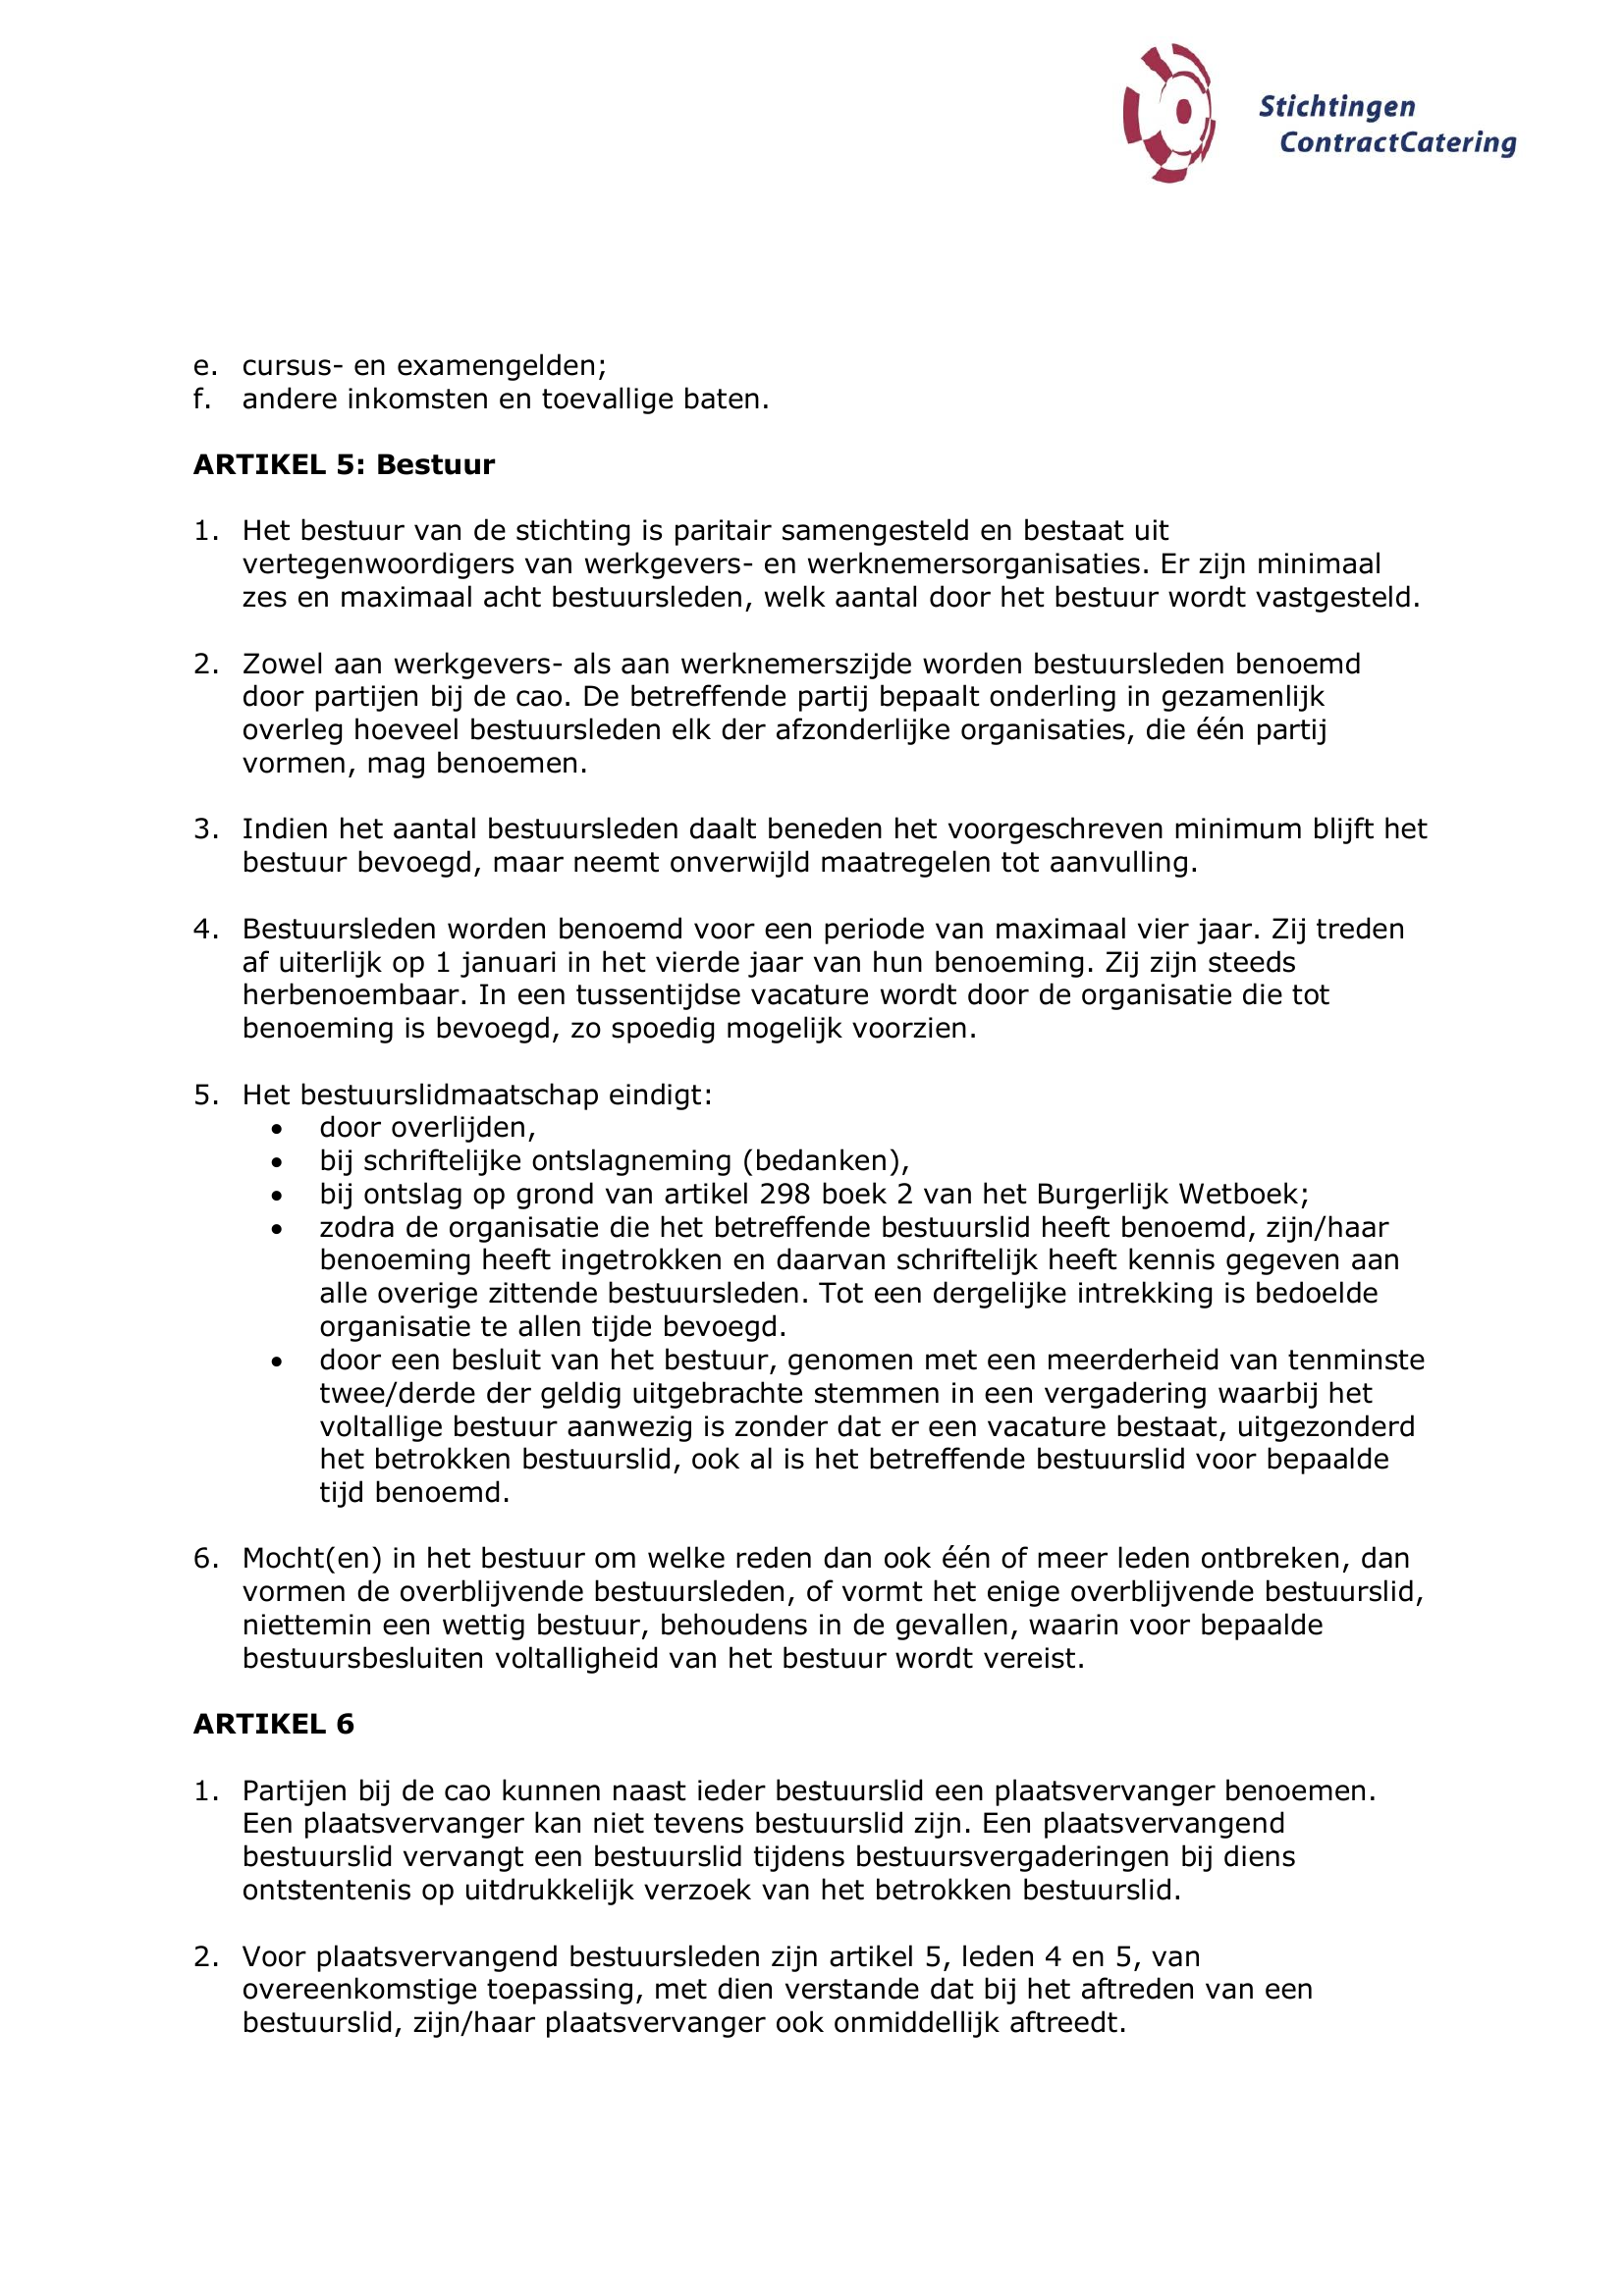 Stichtingen
ContractCatering
e. cursus- en examengelden;
f. andere inkomsten en toevallige baten.
ARTIKEL 5: Bestuur
1. Het bestuur van de stichting is paritair samengesteld en bestaat uit
vertegenwoordigers van werkgevers- en werknemersorganisaties. Er zijn minimaal
zes en maximaal acht bestuursleden, welk aantal door het bestuur wordt vastgesteld.
2. Zowel aan werkgevers- als aan werknemerszijde worden bestuursleden benoemd
door partijen bij de cao. De betreffende partij bepaalt onderling in gezamenlijk
overleg hoeveel bestuursleden elk der afzonderlijke organisaties, die één partij
vormen, mag benoemen.
3. Indien het aantal bestuursleden daalt beneden het voorgeschreven minimum blijft het
bestuur bevoegd, maar neemt onverwijld maatregelen tot aanvulling.
4. Bestuursleden worden benoemd voor een periode van maximaal vier jaar. Zij treden
af uiterlijk op 1 januari in het vierde jaar van hun benoeming. Zij zijn steeds
herbenoembaar. In een tussentijdse vacature wordt door de organisatie die tot
benoeming is bevoegd, zo spoedig mogelijk voorzien.
5. Het bestuurslidmaatschap eindigt:
• door overlijden,
• bij schriftelijke ontslagneming (bedanken),
• bij ontslag op grond van artikel 298 boek 2 van het Burgerlijk Wetboek;
• zodra de organisatie die het betreffende bestuurslid heeft benoemd, zijn/haar
benoeming heeft ingetrokken en daarvan schriftelijk heeft kennis gegeven aan
alle overige zittende bestuursleden. Tot een dergelijke intrekking is bedoelde
organisatie te allen tijde bevoegd.
• door een besluit van het bestuur, genomen met een meerderheid van tenminste
twee/derde der geldig uitgebrachte stemmen in een vergadering waarbij het
voltallige bestuur aanwezig is zonder dat er een vacature bestaat, uitgezonderd
het betrokken bestuurslid, ook al is het betreffende bestuurslid voor bepaalde
tijd benoemd.
6. Mocht(en) in het bestuur om welke reden dan ook één of meer leden ontbreken, dan
vormen de overblijvende bestuursleden, of vormt het enige overblijvende bestuurslid,
niettemin een wettig bestuur, behoudens in de gevallen, waarin voor bepaalde
bestuursbesluiten voltalligheid van het bestuur wordt vereist.
ARTIKEL 6
1. Partijen bij de cao kunnen naast ieder bestuurslid een plaatsvervanger benoemen.
Een plaatsvervanger kan niet tevens bestuurslid zijn. Een plaatsvervangend
bestuurslid vervangt een bestuurslid tijdens bestuursvergaderingen bij diens
ontstentenis op uitdrukkelijk verzoek van het betrokken bestuurslid.
2. Voor plaatsvervangend bestuursleden zijn artikel 5, leden 4 en 5, van
overeenkomstige toepassing, met dien verstande dat bij het aftreden van een
bestuurslid, zijn/haar plaatsvervanger ook onmiddellijk aftreedt.